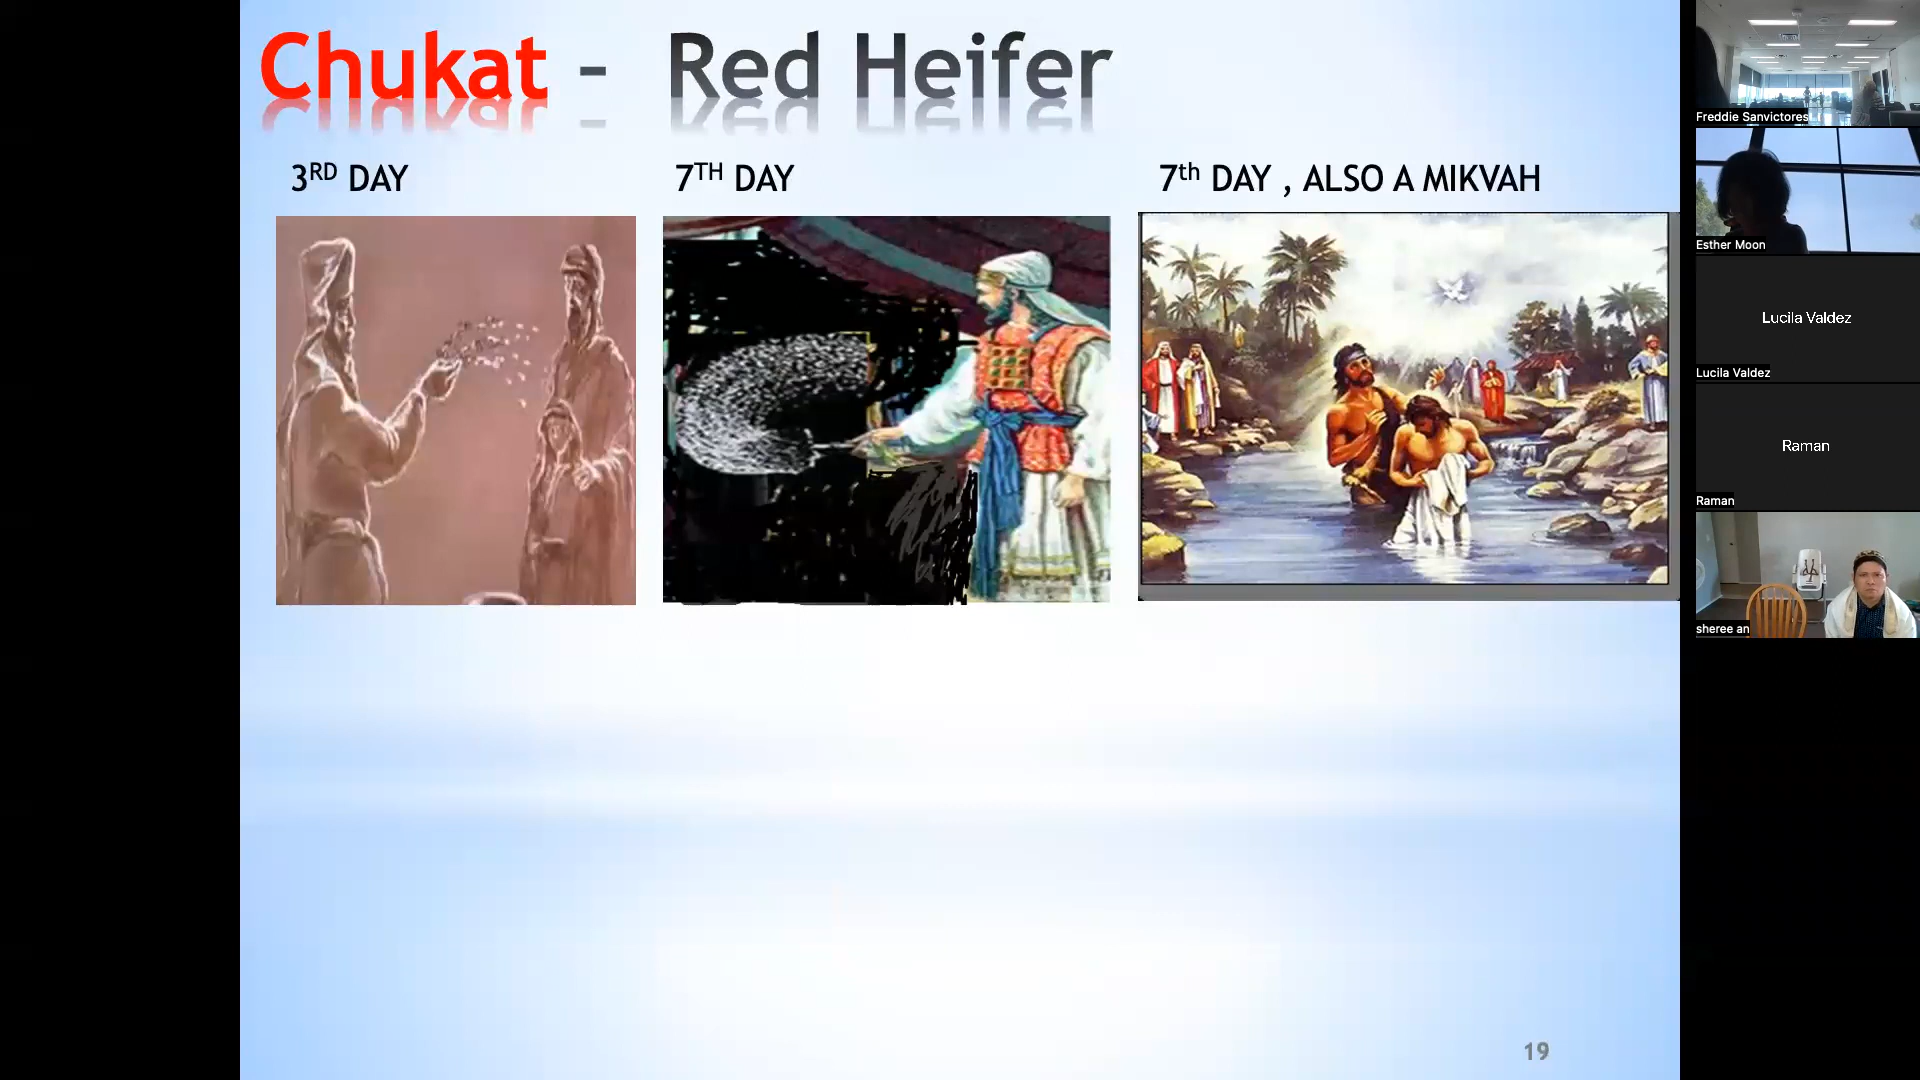 Chukat - Red Heifer
3RD DAY
7TH DAY
7th DAY , ALSO A MIKVAH
19
Freddie Sanvictores
Esther Moon
Lucila Valdez
Lucila Valdez
Raman
Raman
sheree an